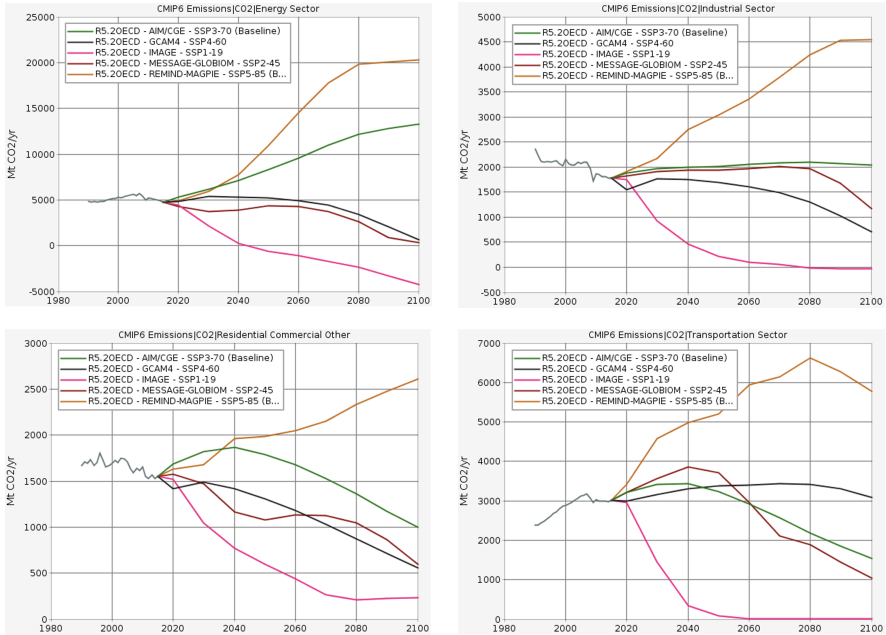 CMIP6 Emissions|CO2|Energy Sector
R5.2OECD - AIM/CGE - SSP3-70 (Baseline)
R5.2OECD - GCAM4 - SSP4-60
R5.2OECD - IMAGE - SSP1-19
R5.2OECD - MESSAGE-GLOBIOM - SSP2-45
R5.2OECD - REMIND-MAGPIE - SSP5-85 (B...
Mt CO2/yr
25000
20000
15000
10000
5000
0
-5000
1980 2000 2020 2040 2060 2080 2100
CMIP6 Emissions|CO2|Industrial Sector
R5.2OECD - AIM/CGE - SSP3-70 (Baseline)
R5.2OECD - GCAM4 - SSP4-60
R5.2OECD - IMAGE - SSP1-19
R5.2OECD - MESSAGE-GLOBIOM - SSP2-45
R5.2OECD - REMIND-MAGPIE - SSP5-85 (B...
Mt CO2/yr
5000
4500
4000
3500
3000
2500
2000
1500
1000
500
0
-500
1980 2000 2020 2040 2060 2080 2100
CMIP6 Emissions|CO2|Residential Commercial Other
R5.2OECD - AIM/CGE - SSP3-70 (Baseline)
R5.2OECD - GCAM4 - SSP4-60
R5.2OECD - IMAGE - SSP1-19
R5.2OECD - MESSAGE-GLOBIOM - SSP2-45
R5.2OECD - REMIND-MAGPIE - SSP5-85 (B...
Mt CO2/yr
3000
2500
2000
1500
1000
500
0
1980 2000 2020 2040 2060 2080 2100
CMIP6 Emissions|CO2|Transportation Sector
R5.2OECD - AIM/CGE - SSP3-70 (Baseline)
R5.2OECD - GCAM4 - SSP4-60
R5.2OECD - IMAGE - SSP1-19
R5.2OECD - MESSAGE-GLOBIOM - SSP2-45
R5.2OECD - REMIND-MAGPIE - SSP5-85 (B...
Mt CO2/yr
7000
6000
5000
4000
3000
2000
1000
0
1980 2000 2020 2040 2060 2080 2100